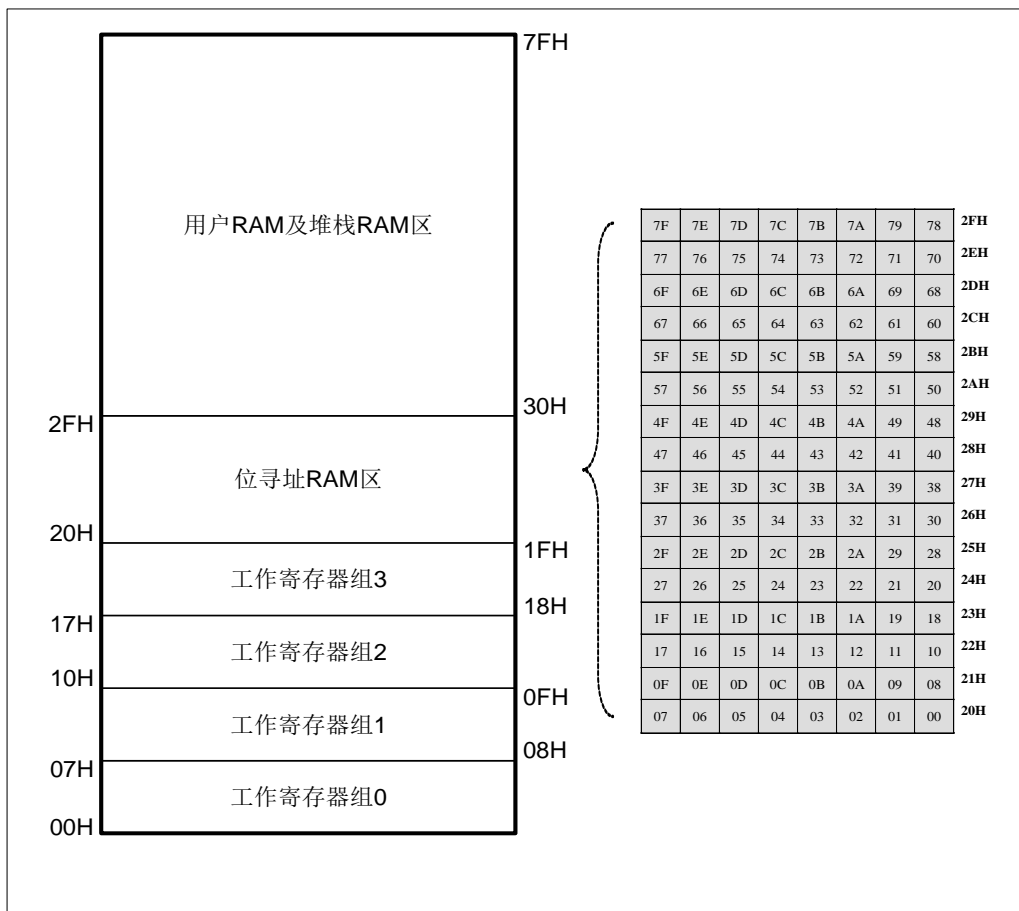 7FH
用户RAM及堆栈RAM区
30H
2FH
位寻址RAM区
20H
1FH
工作寄存器组3
18H
17H
工作寄存器组2
10H
0FH
工作寄存器组1
08H
07H
工作寄存器组0
00H
7F 7E 7D 7C 7B 7A 79 78 2FH
77 76 75 74 73 72 71 70 2EH
6F 6E 6D 6C 6B 6A 69 68 2DH
67 66 65 64 63 62 61 60 2CH
5F 5E 5D 5C 5B 5A 59 58 2BH
57 56 55 54 53 52 51 50 2AH
4F 4E 4D 4C 4B 4A 49 48 29H
47 46 45 44 43 42 41 40 28H
3F 3E 3D 3C 3B 3A 39 38 27H
37 36 35 34 33 32 31 30 26H
2F 2E 2D 2C 2B 2A 29 28 25H
27 26 25 24 23 22 21 20 24H
1F 1E 1D 1C 1B 1A 19 18 23H
17 16 15 14 13 12 11 10 22H
0F 0E 0D 0C 0B 0A 09 08 21H
07 06 05 04 03 02 01 00 20H